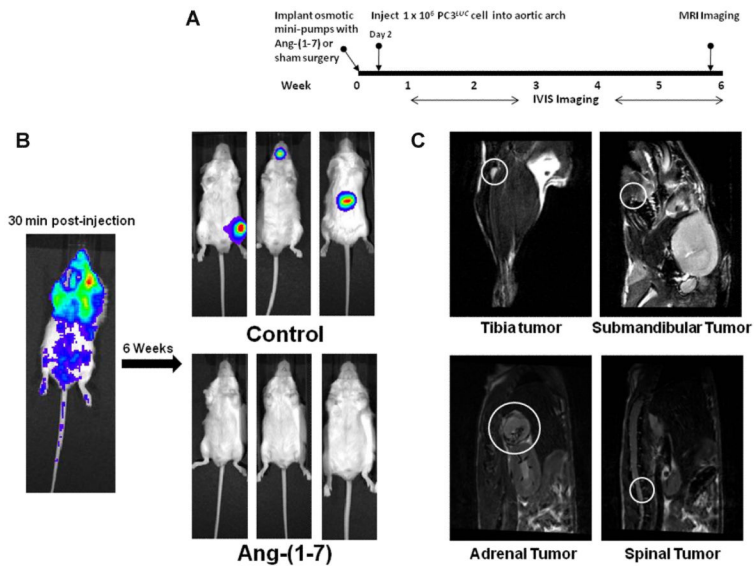 A
Implant osmotic
mini-pumps with
Ang-(1-7) or
sham surgery
Inject 1 x 10⁶ PC3ᴸᵁᶜ cell into aortic arch
Day 2
MRI Imaging
Week 0 1 2 3 4 5 6
IVIS Imaging
B
30 min post-injection
6 Weeks
Control
Ang-(1-7)
C
Tibia tumor
Submandibular Tumor
Adrenal Tumor
Spinal Tumor